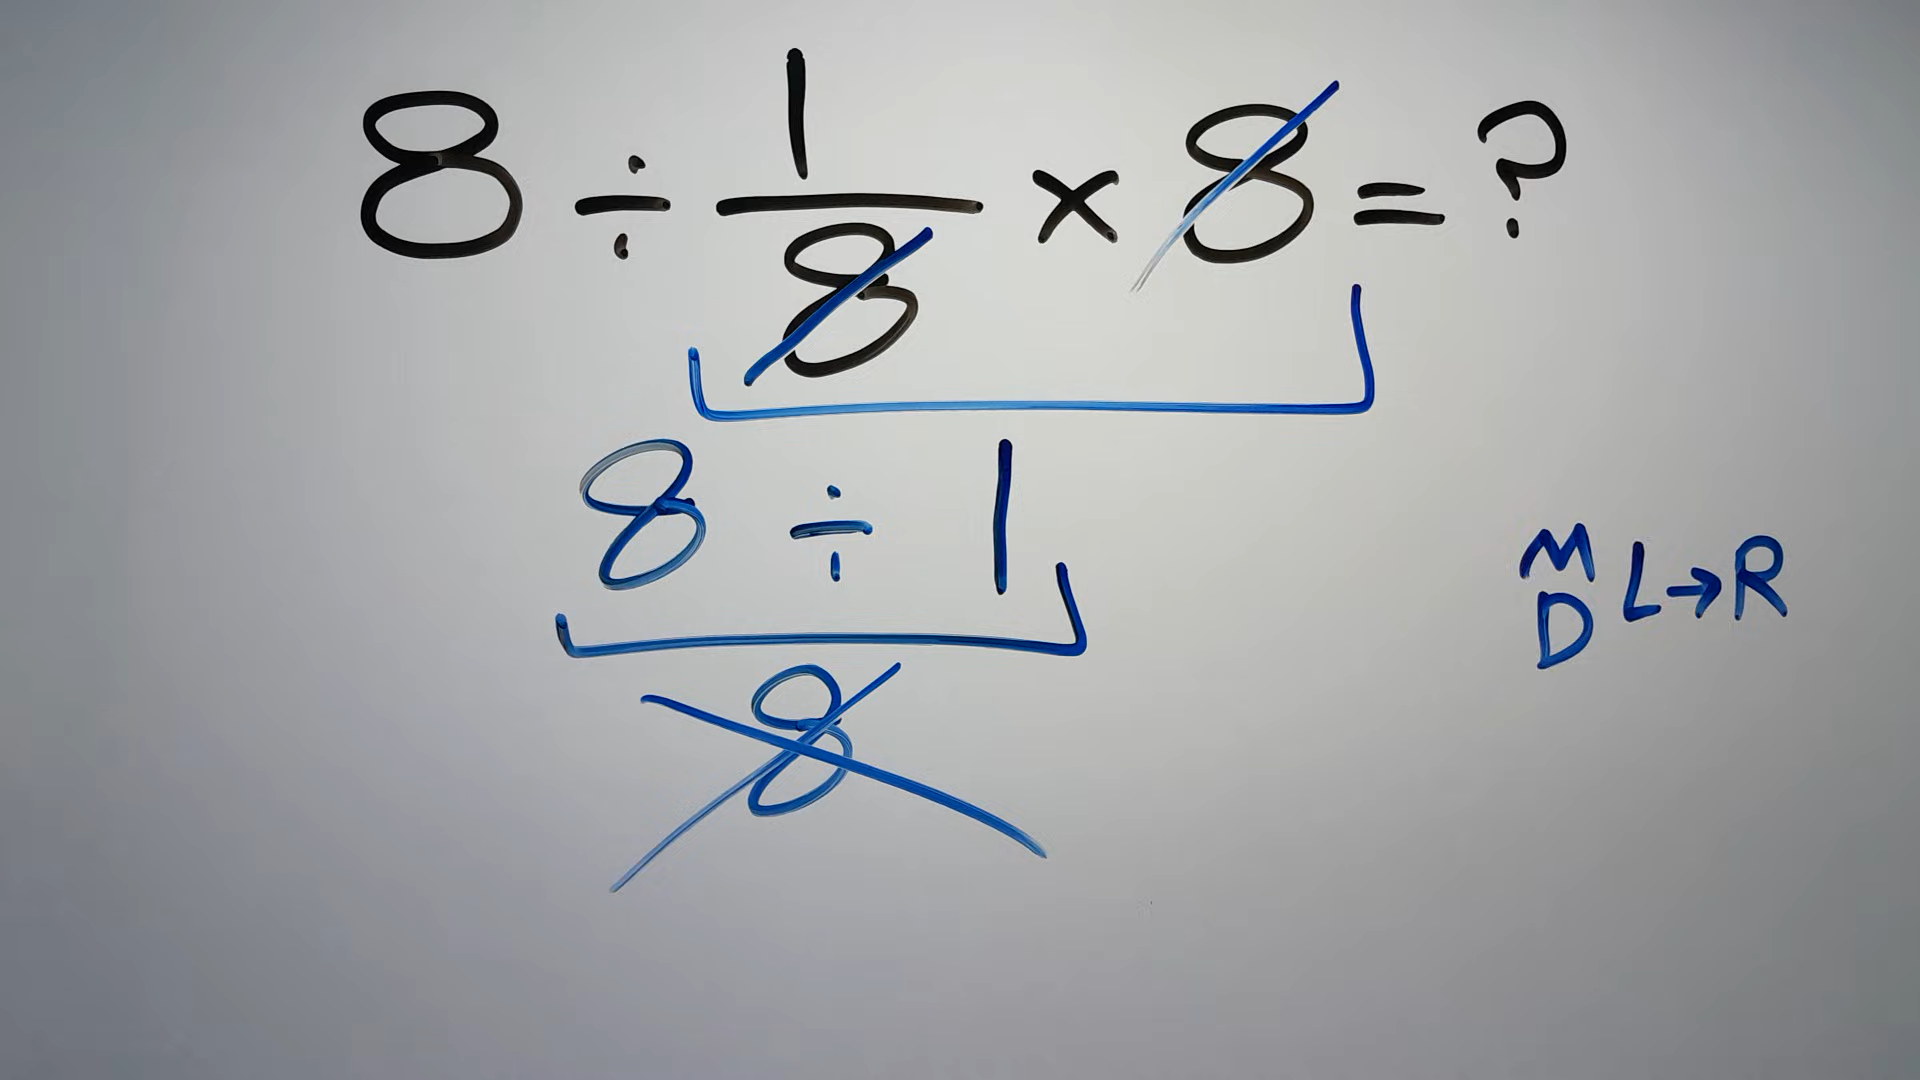 8 ÷ 1/8 × 8 = ?
8 ÷ 1
M
D L→R
8